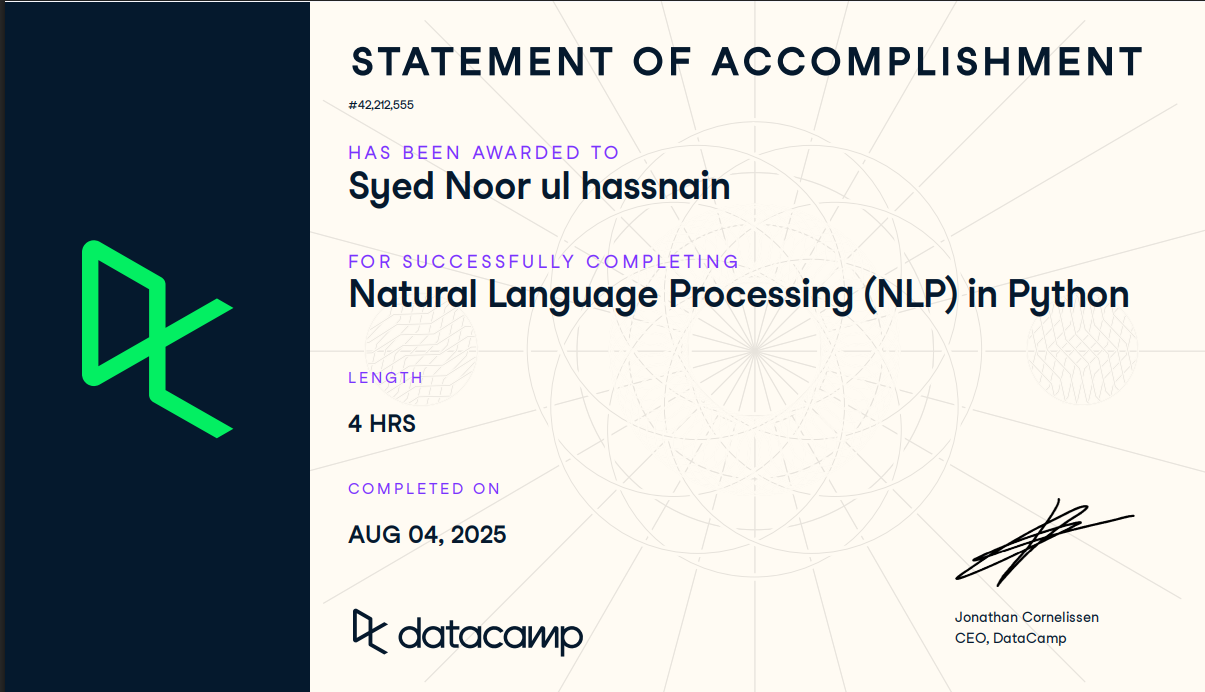 STATEMENT OF ACCOMPLISHMENT
#42,212,555
HAS BEEN AWARDED TO
Syed Noor ul hassnain
FOR SUCCESSFULLY COMPLETING
Natural Language Processing (NLP) in Python
LENGTH
4 HRS
COMPLETED ON
AUG 04, 2025
datacamp
Jonathan Cornelissen
CEO, DataCamp